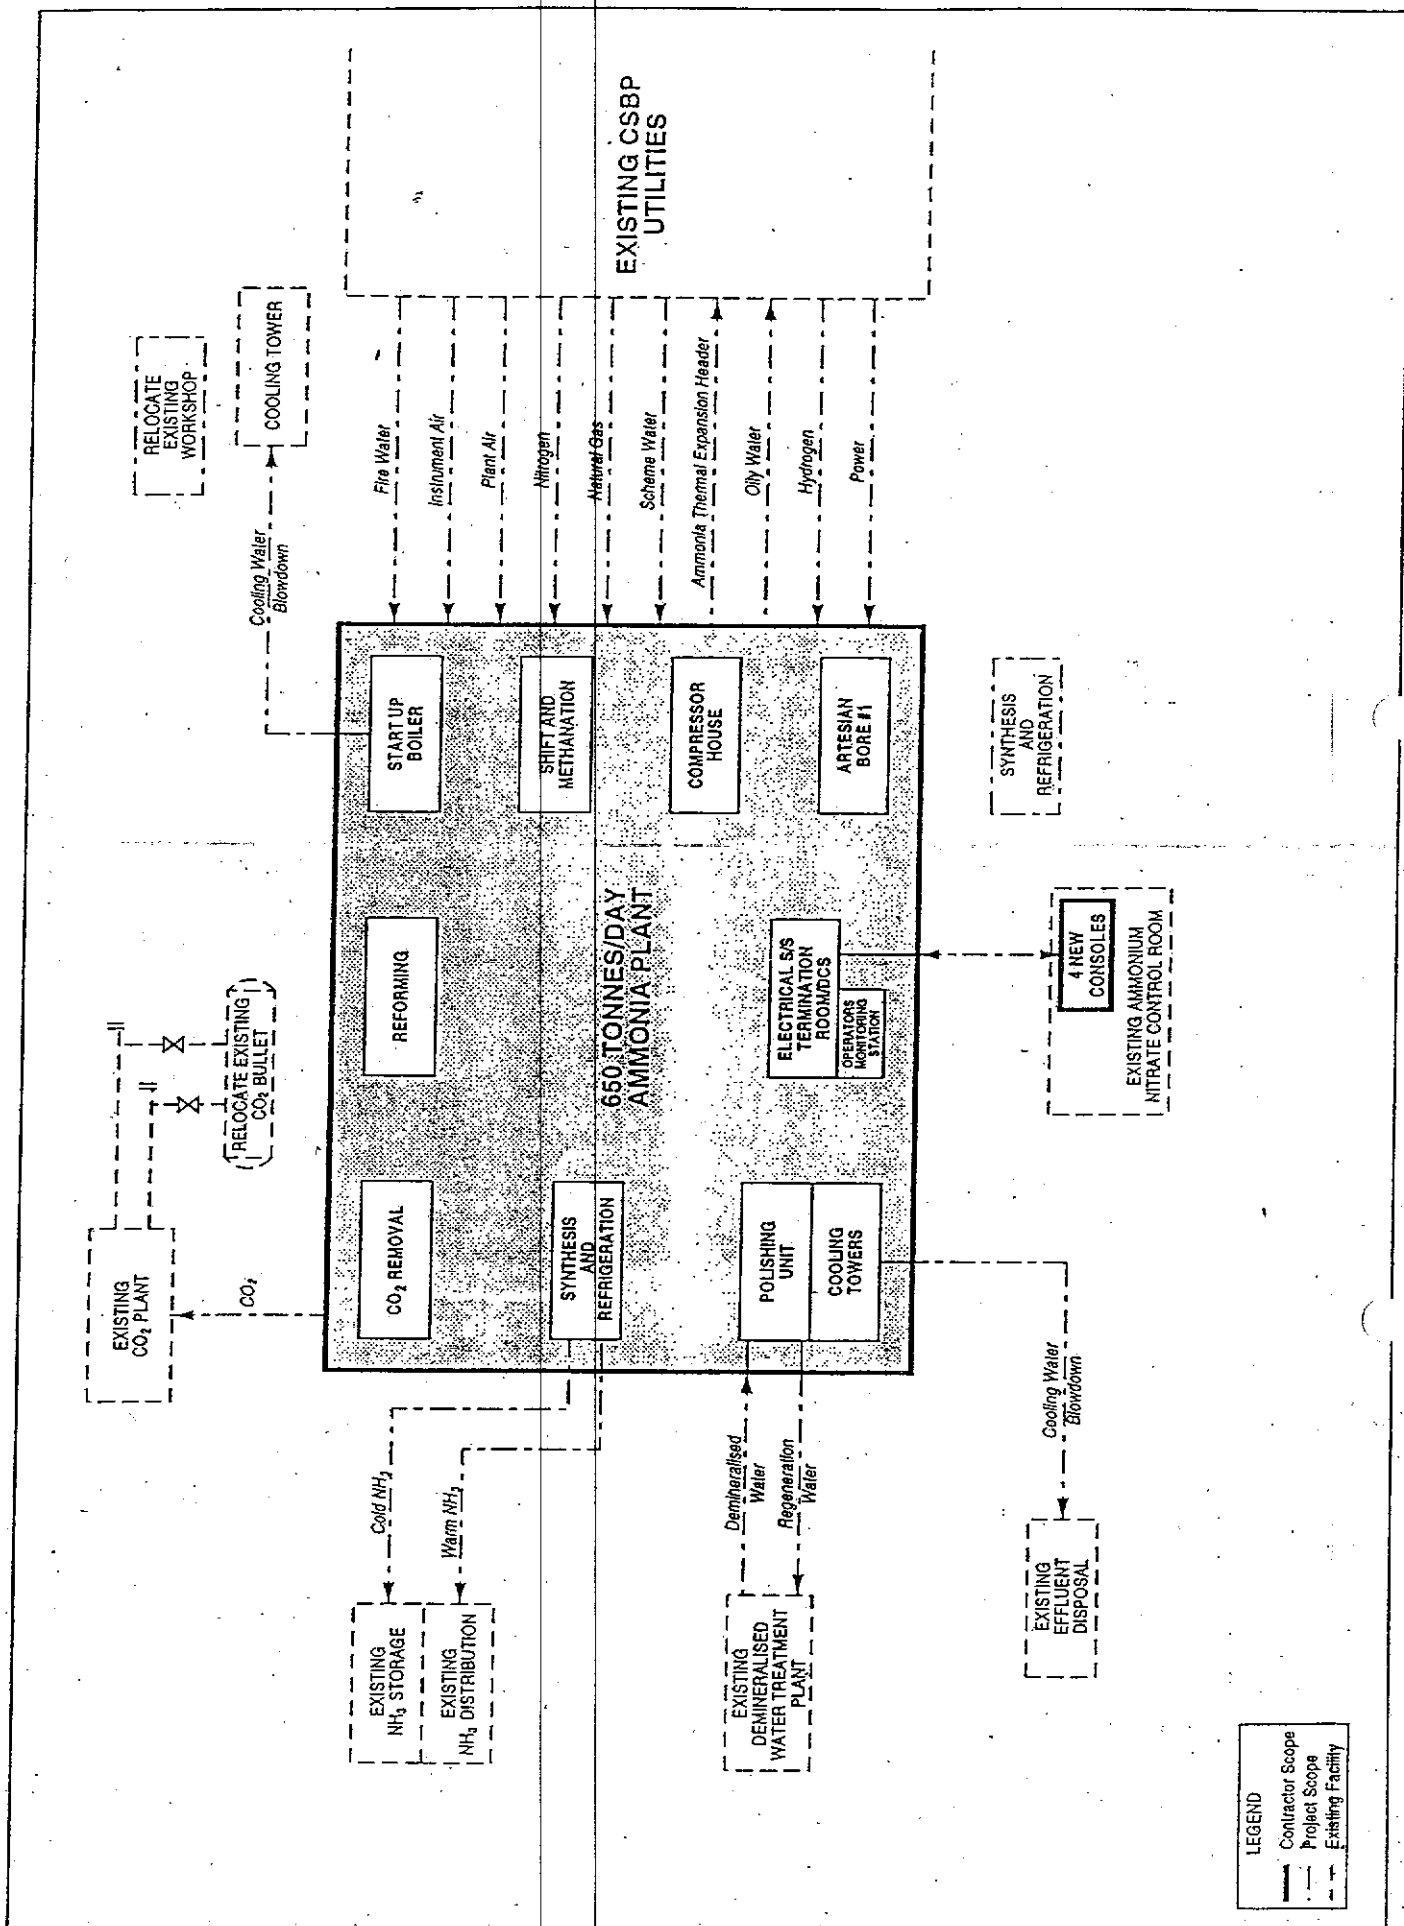 EXISTING
CO₂ PLANT
CO₂
RELOCATE EXISTING
CO₂ BULLET
RELOCATE
EXISTING
WORKSHOP
COOLING TOWER
Cooling Water
Blowdown
EXISTING
NH₃ STORAGE
EXISTING
NH₃ DISTRIBUTION
Cold NH₃
Warm NH₃
CO₂ REMOVAL
REFORMING
START UP
BOILER
SYNTHESIS
AND
REFRIGERATION
SHIFT AND
METHANATION
650 TONNES/DAY
AMMONIA PLANT
COMPRESSOR
HOUSE
POLISHING
UNIT
COOLING
TOWERS
ELECTRICAL S/S
TERMINATION
ROOM/DCS
OPERATORS
MONITORING
STATION
ARTESIAN
BORE #1
Fire Water
Instrument Air
Plant Air
Nitrogen
Natural Gas
Scheme Water
Ammonia Thermal Expansion Header
Oily Water
Hydrogen
Power
EXISTING CSBP
UTILITIES
EXISTING
DEMINERALISED
WATER TREATMENT
PLANT
Demineralised
Water
Regeneration
Water
Cooling Water
Blowdown
EXISTING
EFFLUENT
DISPOSAL
4 NEW
CONSOLES
EXISTING AMMONIUM
NITRATE CONTROL ROOM
SYNTHESIS
AND
REFRIGERATION
LEGEND
Contractor Scope
Project Scope
Existing Facility